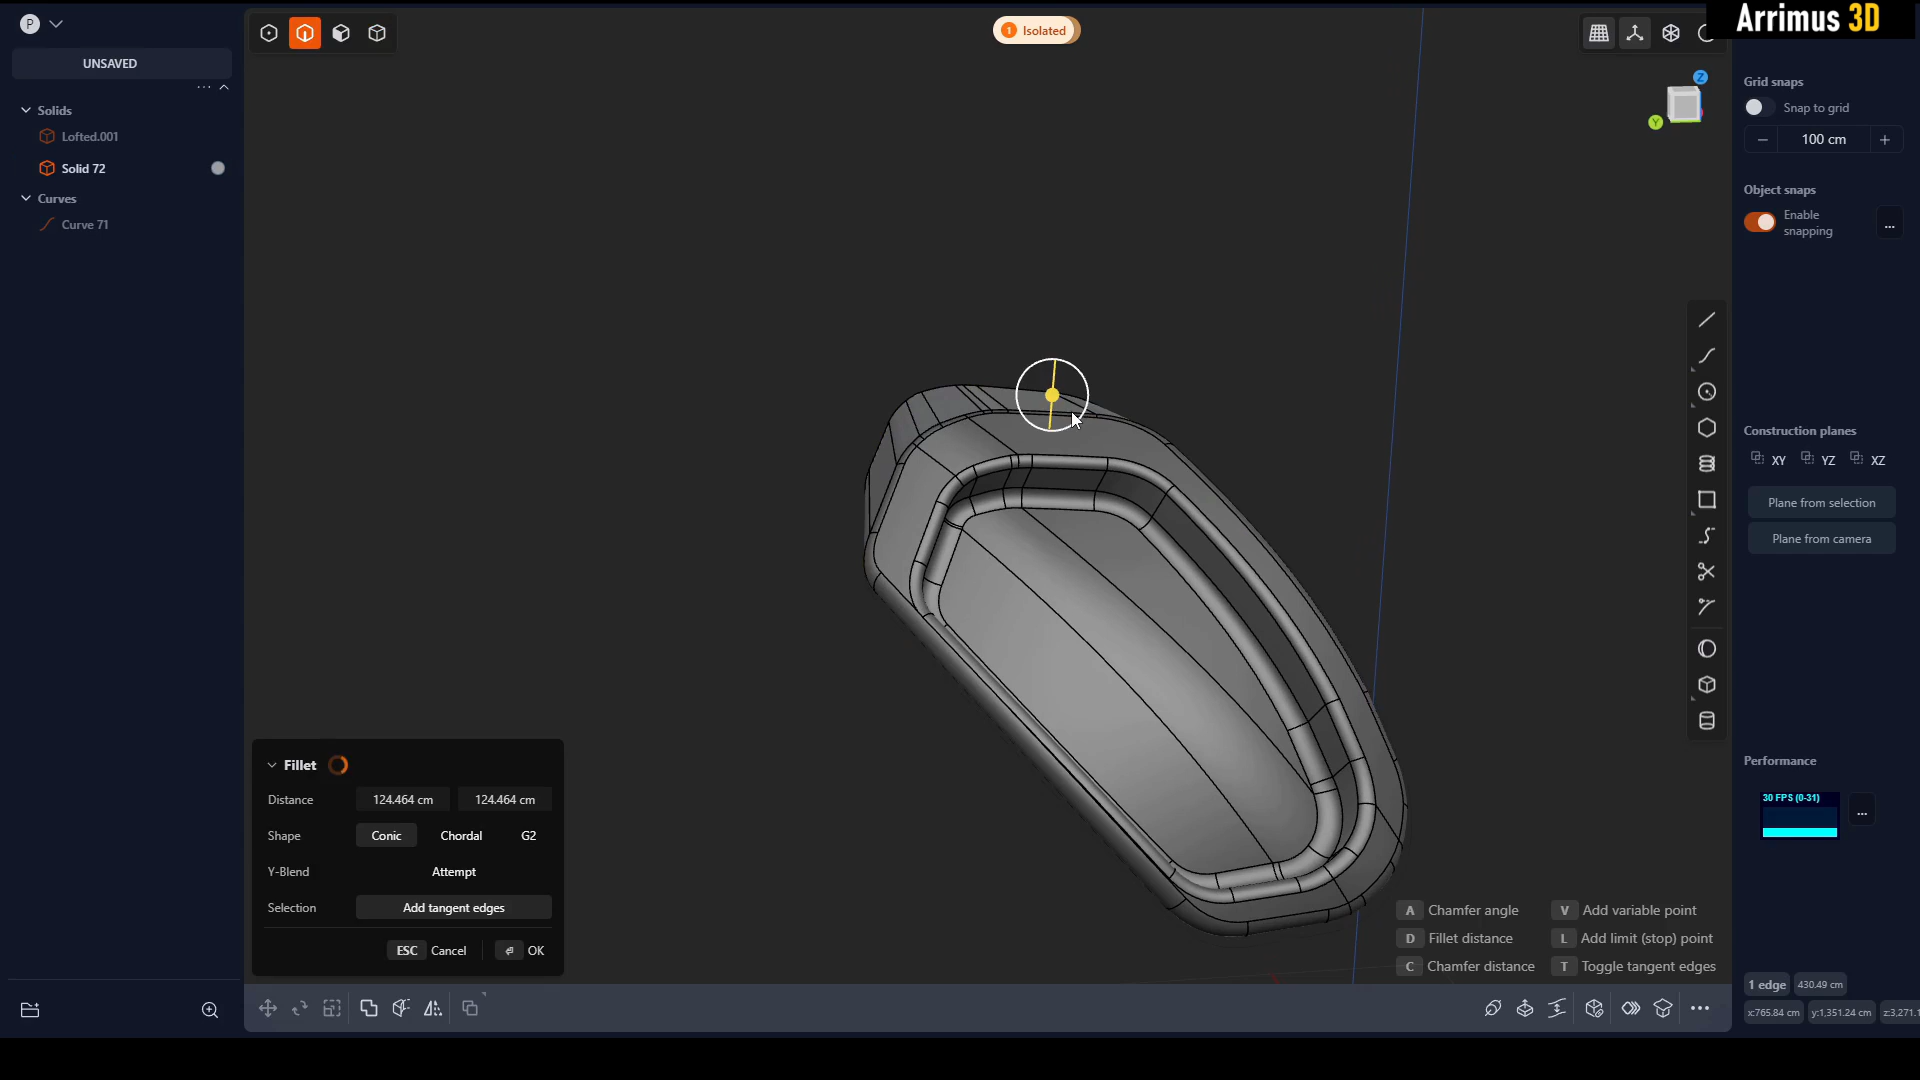 P
UNSAVED
Solids
Lofted.001
Solid 72
Curves
Curve 71
1 Isolated
Arrimus 3D
Z
Y
Grid snaps
Snap to grid
100 cm
Object snaps
Enable
snapping
...
Construction planes
XY YZ XZ
Plane from selection
Plane from camera
Performance
30 FPS (0-31)
...
Fillet
Distance 124.464 cm 124.464 cm
Shape Conic Chordal G2
Y-Blend Attempt
Selection Add tangent edges
ESC Cancel OK
A Chamfer angle V Add variable point
D Fillet distance L Add limit (stop) point
C Chamfer distance T Toggle tangent edges
1 edge 430.49 cm
x:765.84 cm y:1,351.24 cm z:3,271.1